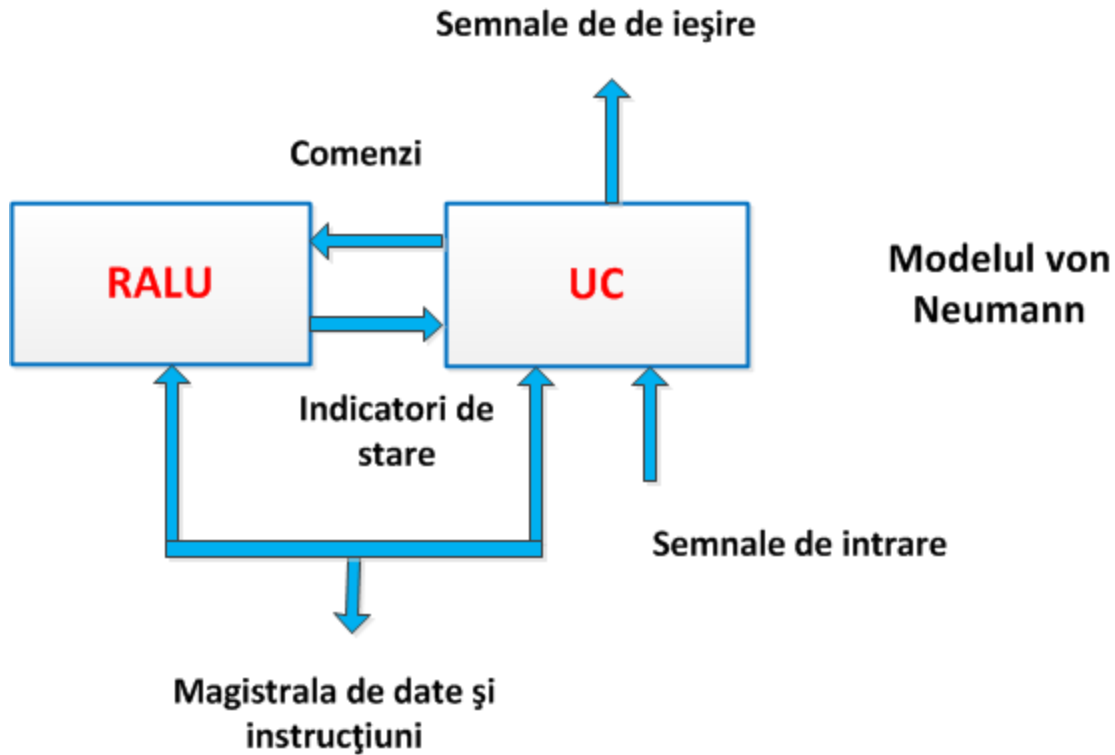 Semnale de de ieşire
Comenzi
RALU
UC
Modelul von
Neumann
Indicatori de
stare
Semnale de intrare
Magistrala de date şi
instrucţiuni